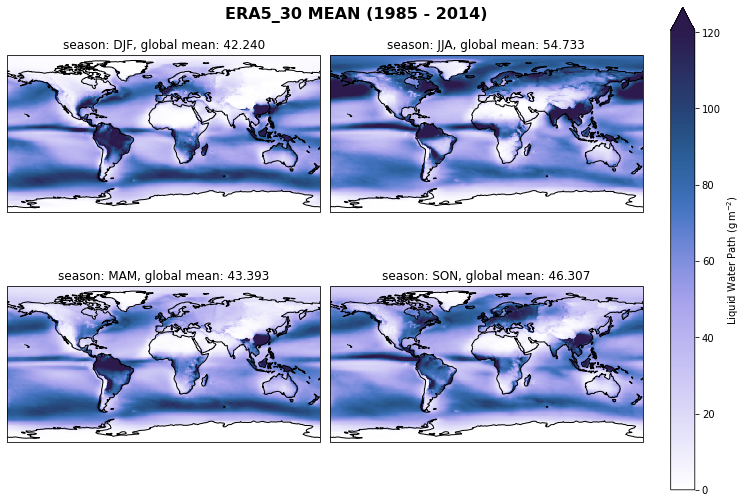 ERA5_30 MEAN (1985 - 2014)
season: DJF, global mean: 42.240
season: JJA, global mean: 54.733
season: MAM, global mean: 43.393
season: SON, global mean: 46.307
120
100
80
60
40
20
0
Liquid Water Path (g m⁻²)